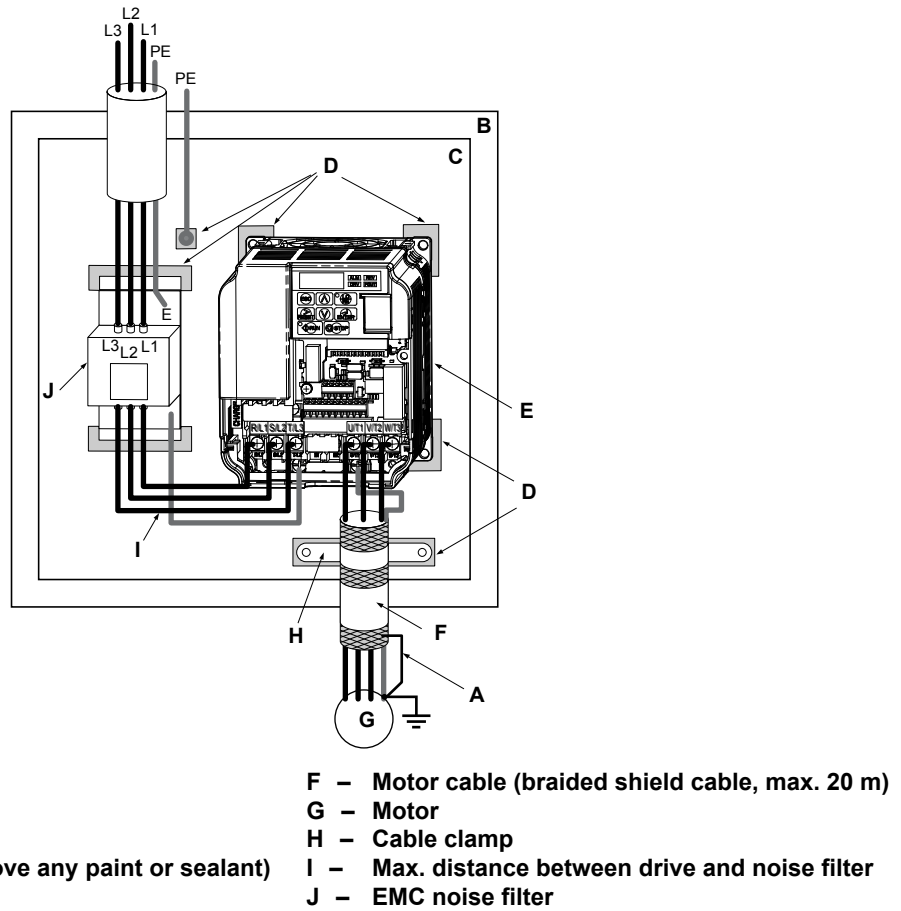 L2
L3 L1
PE
PE
B
C
D
E
L3 L2 L1
J
E
R/L1 S/L2 T/L3 U/T1 V/T2 W/T3
D
I
H
F
A
G
F – Motor cable (braided shield cable, max. 20 m)
G – Motor
H – Cable clamp
ove any paint or sealant) I – Max. distance between drive and noise filter
J – EMC noise filter